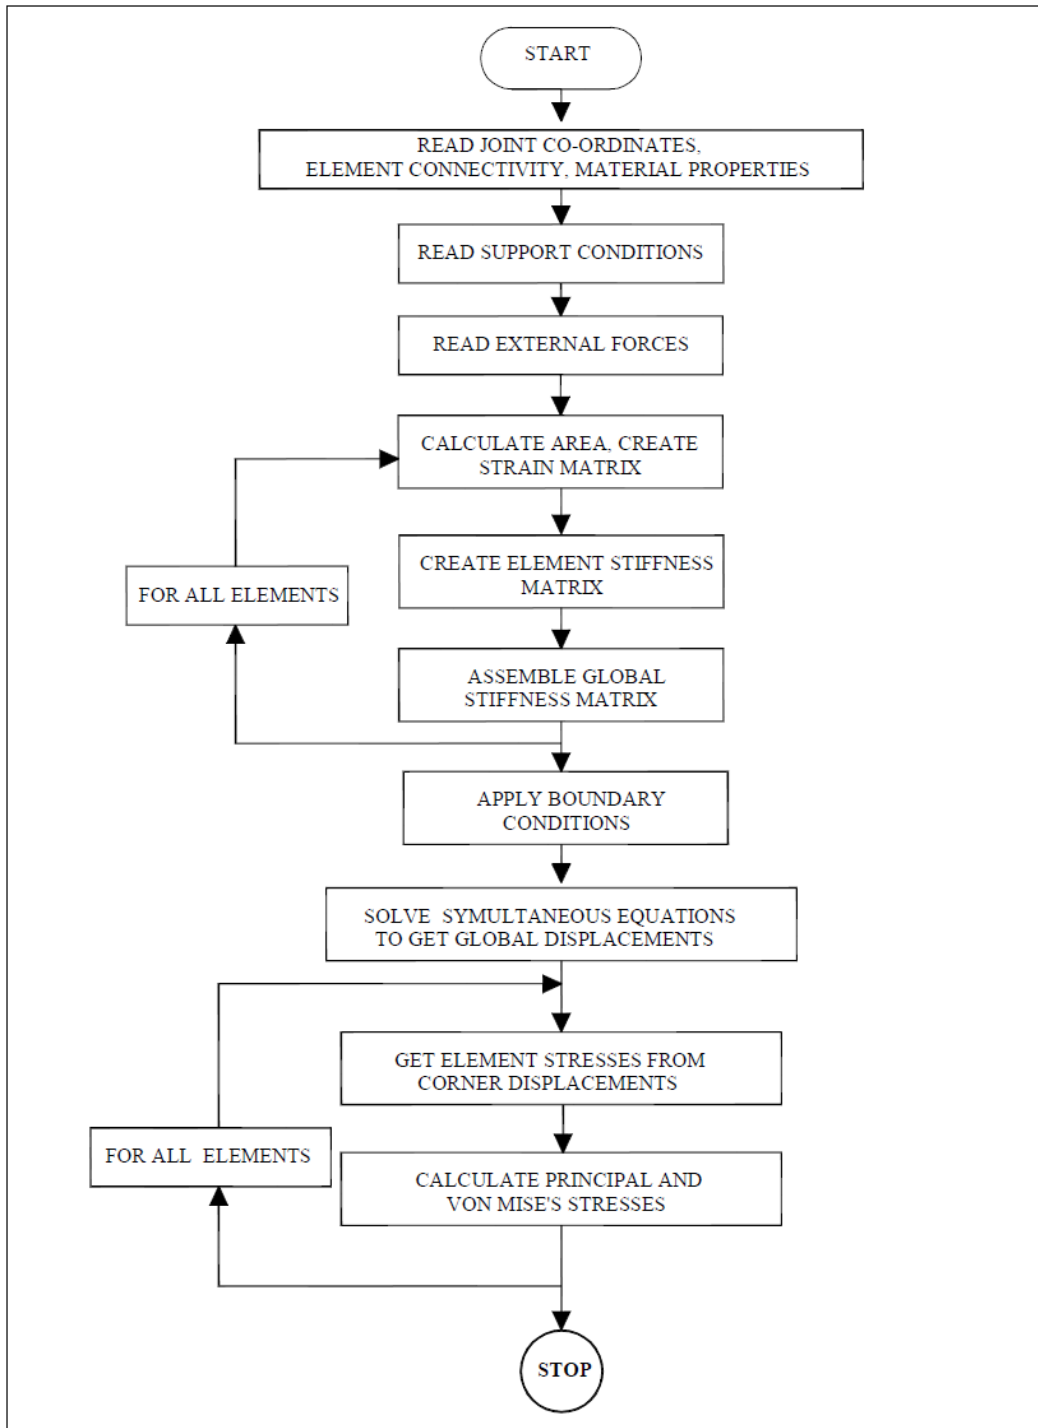 START
READ JOINT CO-ORDINATES,
ELEMENT CONNECTIVITY, MATERIAL PROPERTIES
READ SUPPORT CONDITIONS
READ EXTERNAL FORCES
CALCULATE AREA, CREATE
STRAIN MATRIX
CREATE ELEMENT STIFFNESS
MATRIX
FOR ALL ELEMENTS
ASSEMBLE GLOBAL
STIFFNESS MATRIX
APPLY BOUNDARY
CONDITIONS
SOLVE SYMULTANEOUS EQUATIONS
TO GET GLOBAL DISPLACEMENTS
GET ELEMENT STRESSES FROM
CORNER DISPLACEMENTS
FOR ALL ELEMENTS
CALCULATE PRINCIPAL AND
VON MISE'S STRESSES
STOP